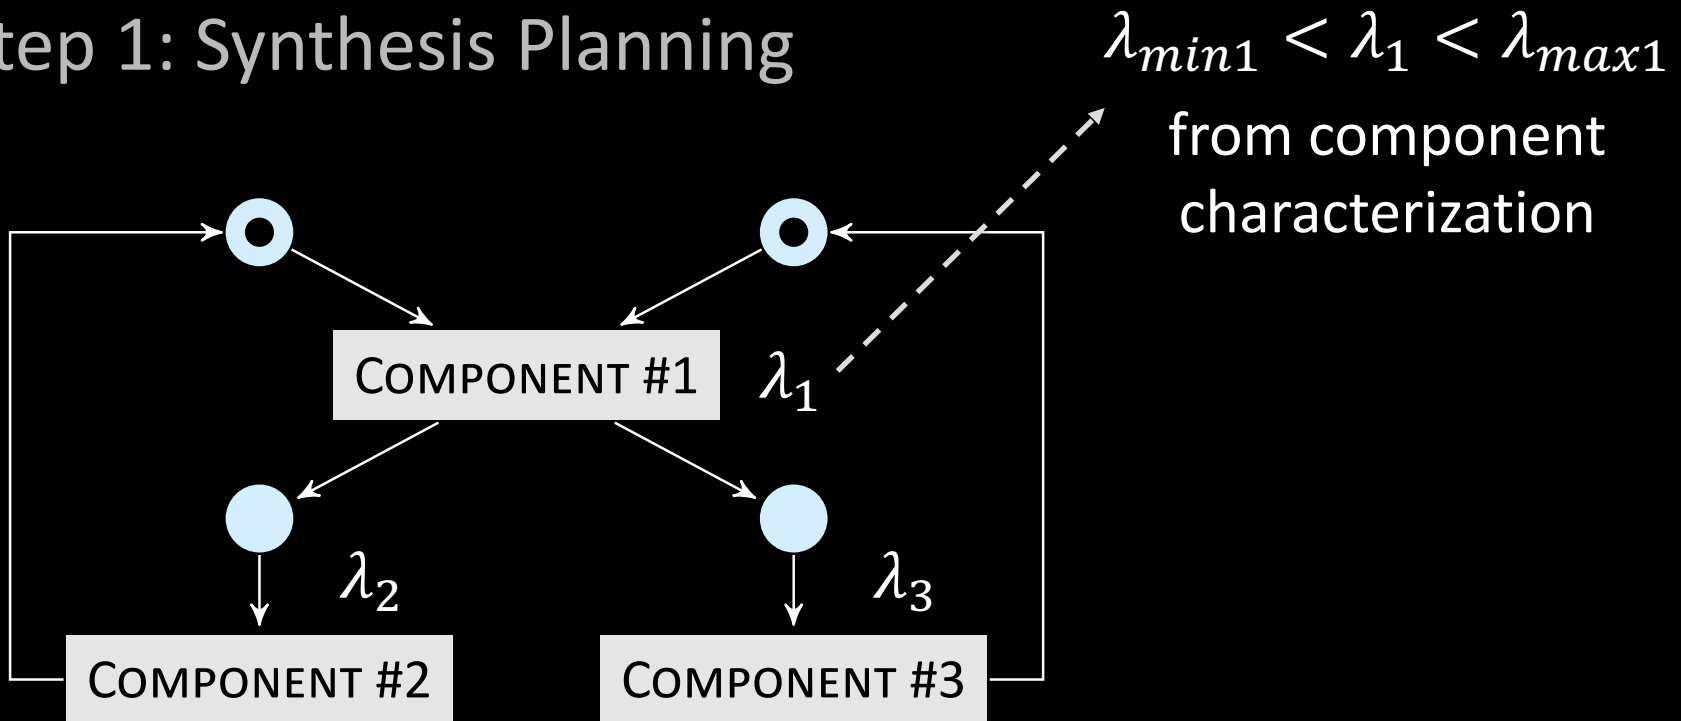 tep 1: Synthesis Planning
λmin1 < λ1 < λmax1
from component
characterization
COMPONENT #1
λ1
λ2
λ3
COMPONENT #2
COMPONENT #3